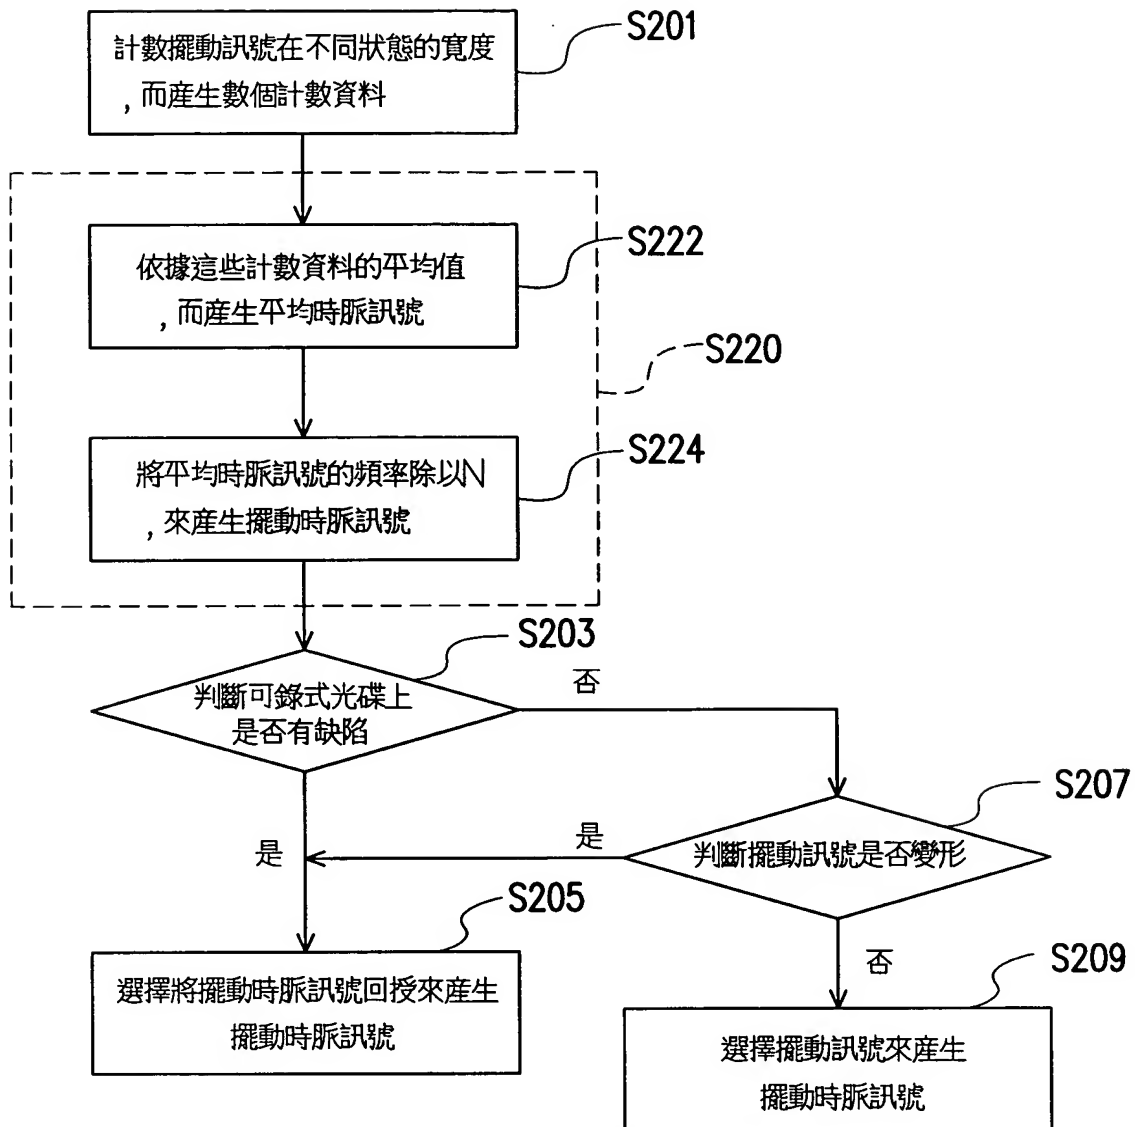 S201
計數擺動訊號在不同狀態的寬度
，而産生數個計數資料
S222
依據這些計數資料的平均值
，而産生平均時脈訊號
S220
S224
將平均時脈訊號的頻率除以N
，來産生擺動時脈訊號
S203
判斷可錄式光碟上
是否有缺陷
否
S207
判斷擺動訊號是否變形
是
是
S205
選擇將擺動時脈訊號回授來産生
擺動時脈訊號
否
S209
選擇擺動訊號來産生
擺動時脈訊號